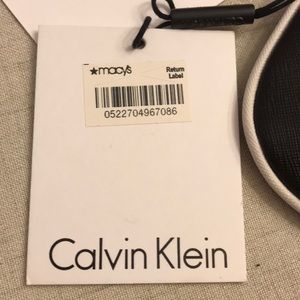 ★macy's Return
Label
0522704967086
Calvin Klein